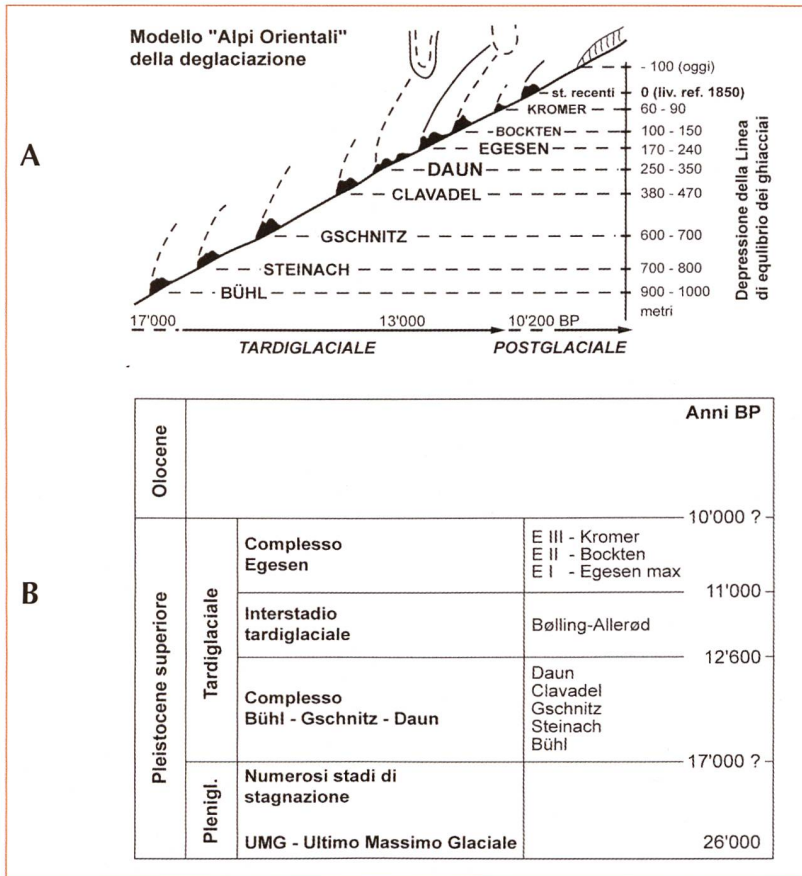 Modello "Alpi Orientali"
della deglaciazione
A
- 100 (oggi)
st. recenti 0 (liv. ref. 1850)
KROMER 60 - 90
BOCKTEN 100 - 150
EGESEN 170 - 240
DAUN 250 - 350
CLAVADEL 380 - 470
GSCHNITZ 600 - 700
STEINACH 700 - 800
BÜHL 900 - 1000
metri
Depressione della Linea
di equlibrio dei ghiacciai
17'000 13'000 10'200 BP
TARDIGLACIALE POSTGLACIALE
B
Anni BP
Olocene
10'000 ?
Pleistocene superiore
Tardiglaciale
Complesso
Egesen
E III - Kromer
E II - Bockten
E I - Egesen max
11'000
Interstadio
tardiglaciale
Bølling-Allerød
12'600
Complesso
Bühl - Gschnitz - Daun
Daun
Clavadel
Gschnitz
Steinach
Bühl
17'000 ?
Plenigl.
Numerosi stadi di
stagnazione
UMG - Ultimo Massimo Glaciale 26'000